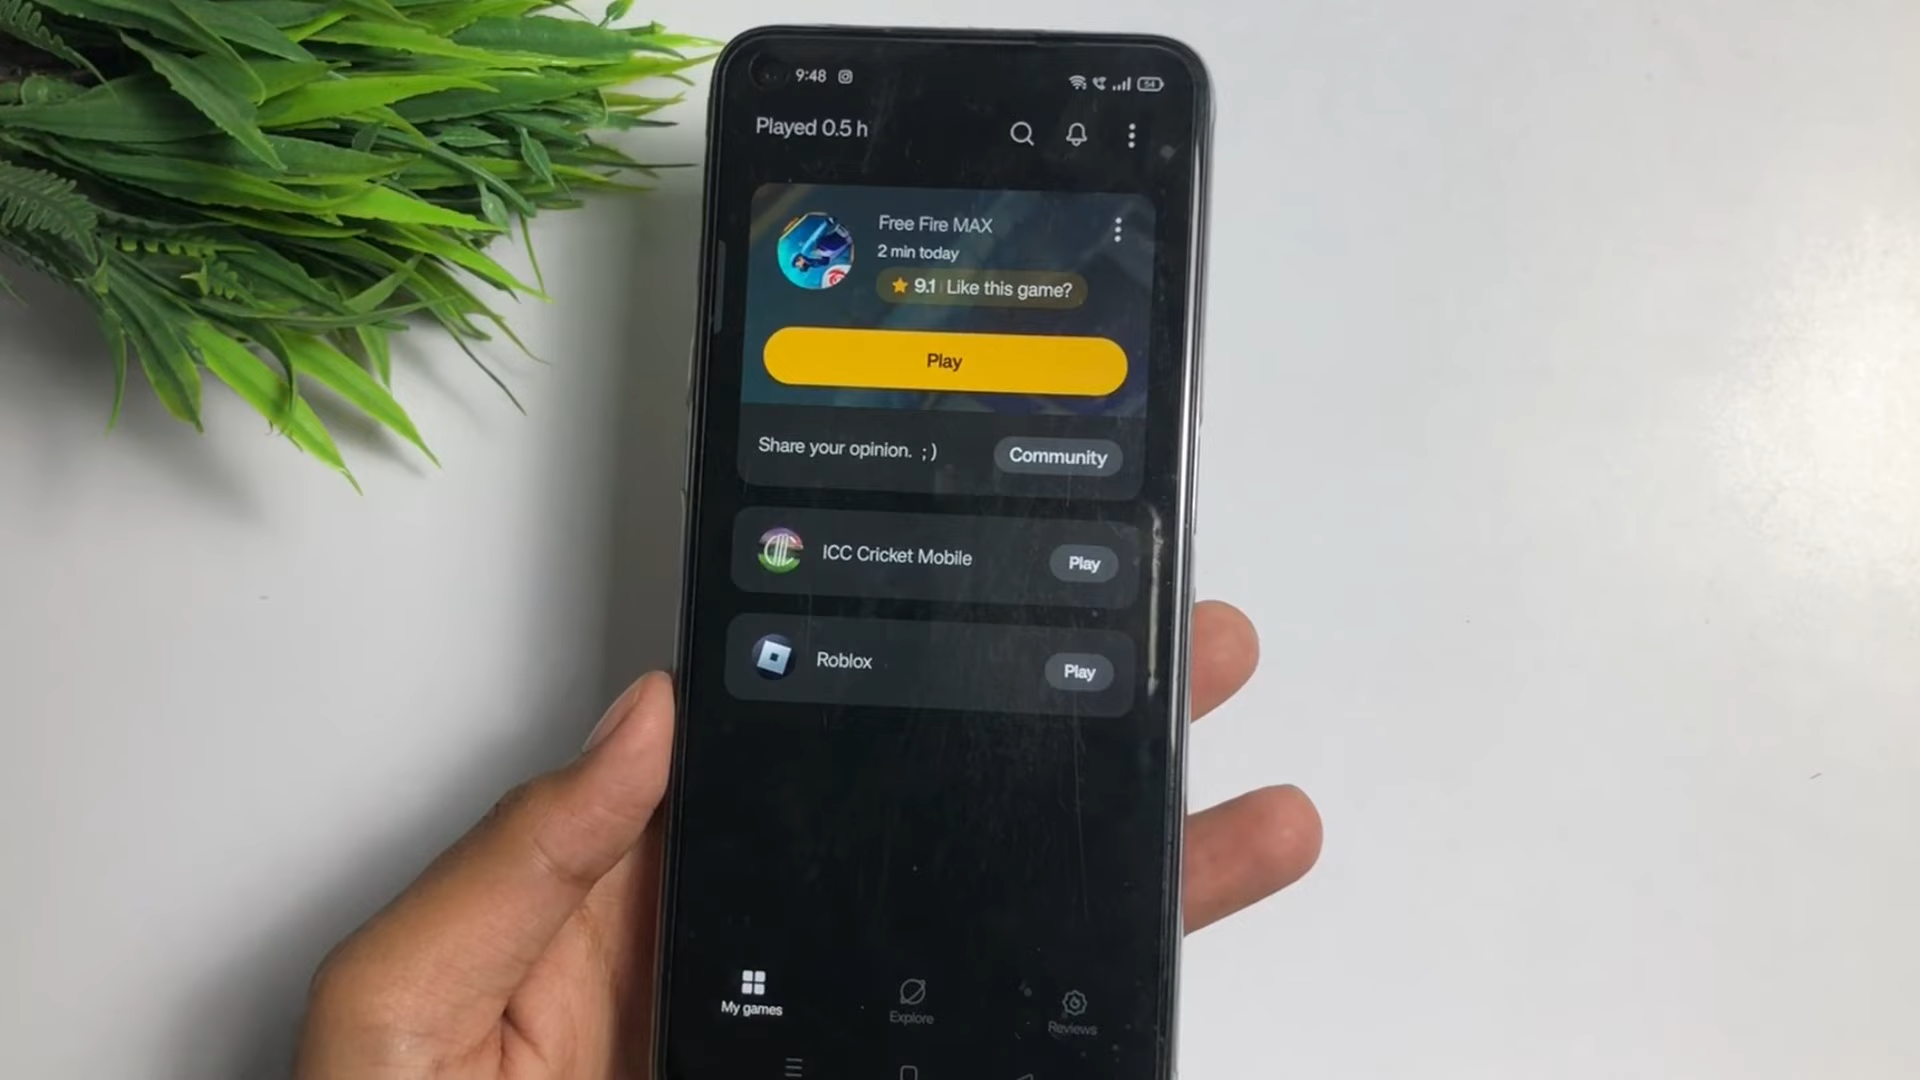 9:48
54
Played 0.5 h
Free Fire MAX
2 min today
9.1 Like this game?
Play
Share your opinion. ;)
Community
ICC Cricket Mobile
Play
Roblox
Play
My games
Explore
Reviews